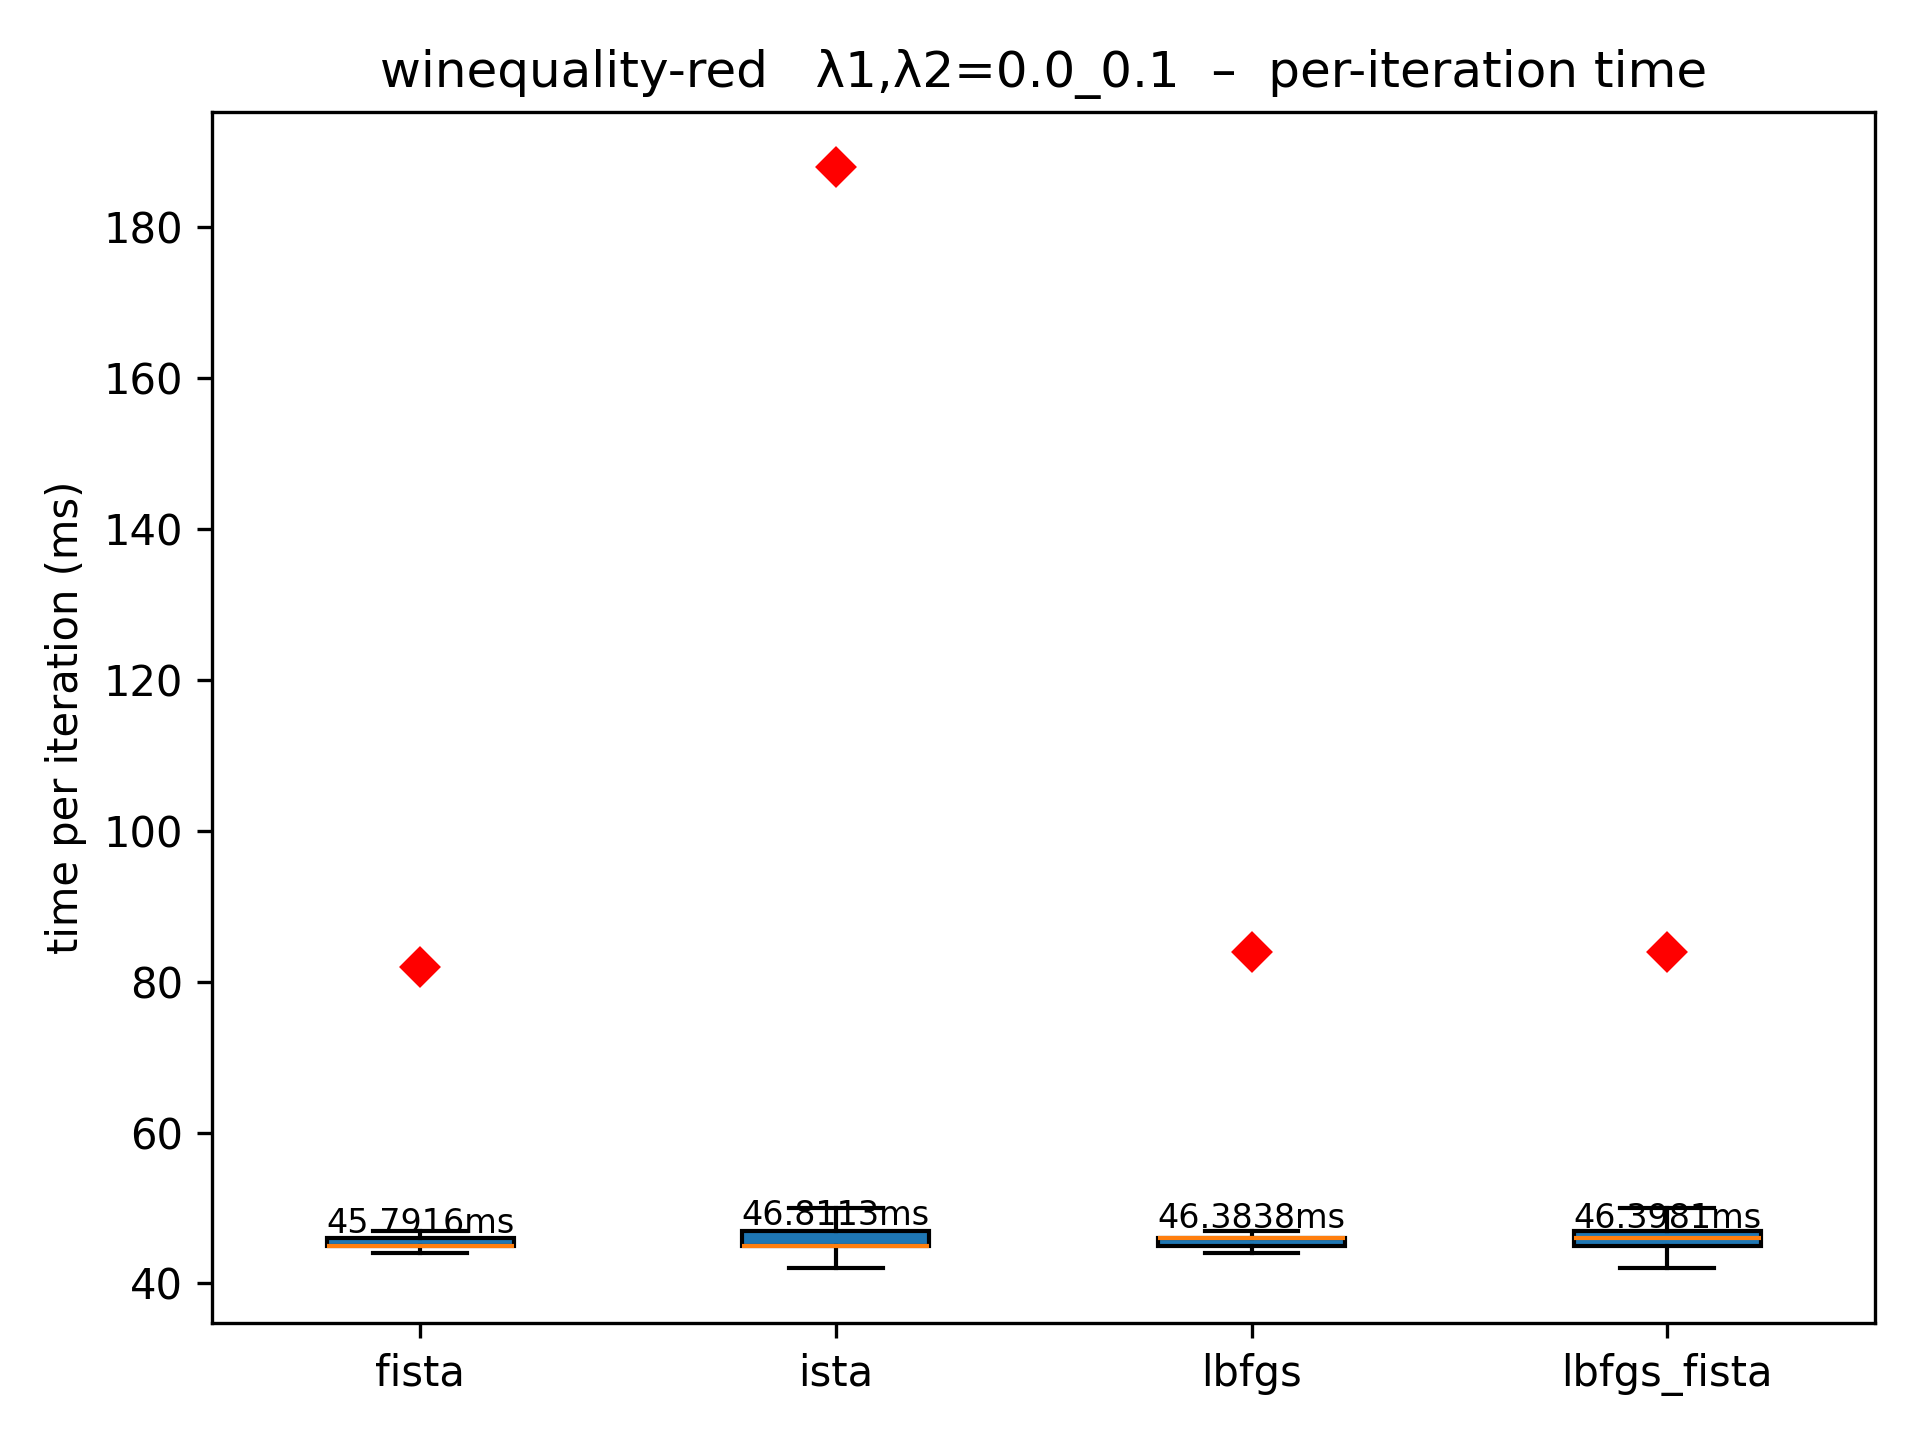 winequality-red   λ1,λ2=0.0_0.1  –  per-iteration time
time per iteration (ms)
180
160
140
120
100
80
60
40
45.7916ms
46.8113ms
46.3838ms
46.3981ms
fista
ista
lbfgs
lbfgs_fista